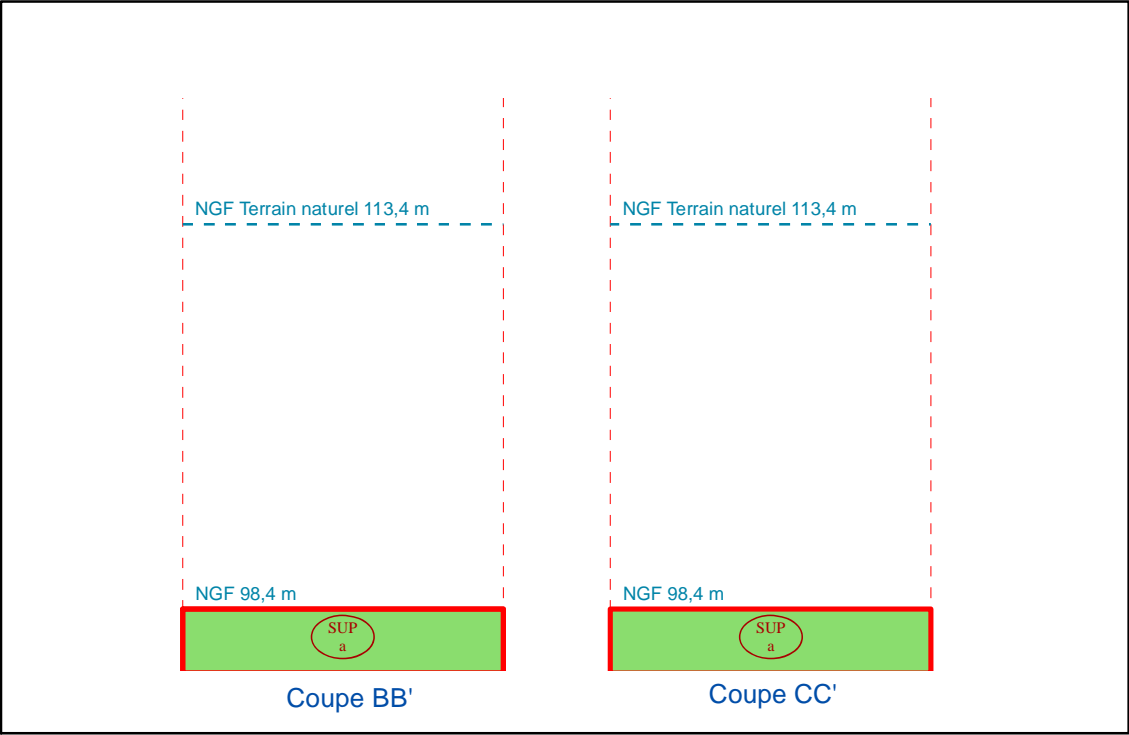 NGF Terrain naturel 113,4 m
NGF Terrain naturel 113,4 m
NGF 98,4 m
NGF 98,4 m
SUP
a
SUP
a
Coupe BB'
Coupe CC'